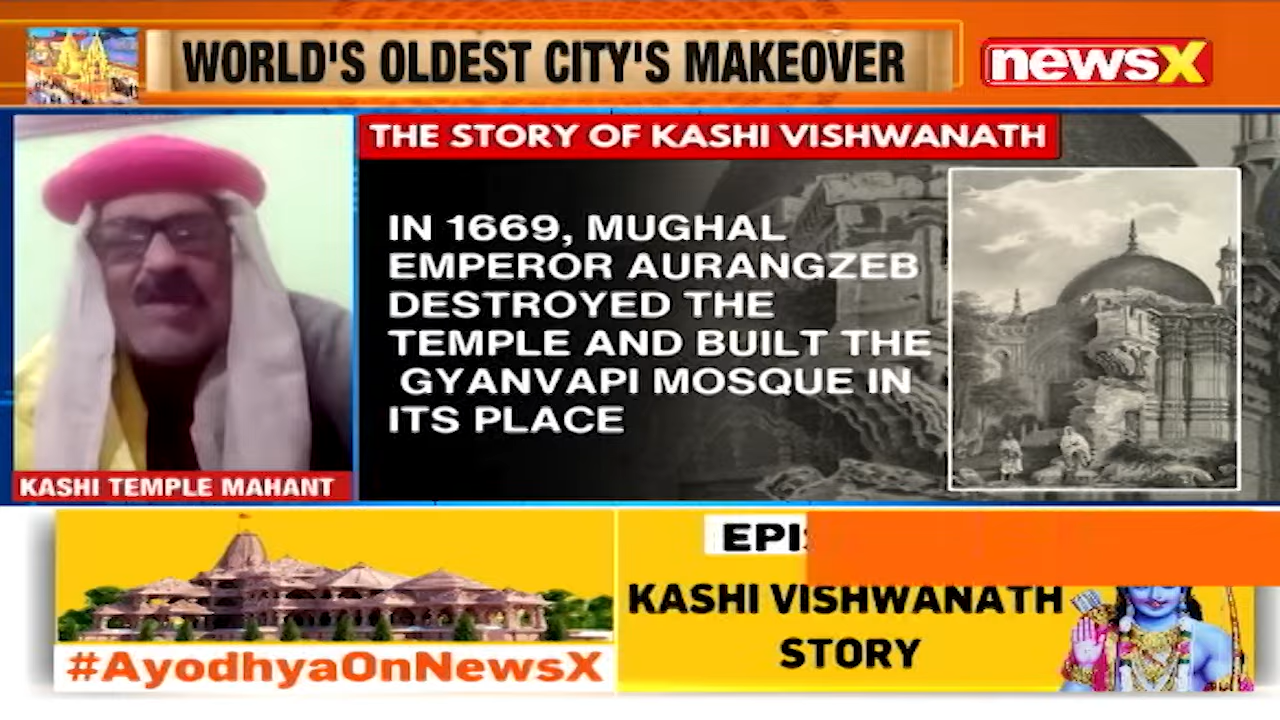 WORLD'S OLDEST CITY'S MAKEOVER
newsX
THE STORY OF KASHI VISHWANATH
IN 1669, MUGHAL
EMPEROR AURANGZEB
DESTROYED THE
TEMPLE AND BUILT THE
GYANVAPI MOSQUE IN
ITS PLACE
KASHI TEMPLE MAHANT
#AyodhyaOnNewsX
KASHI VISHWANATH
STORY